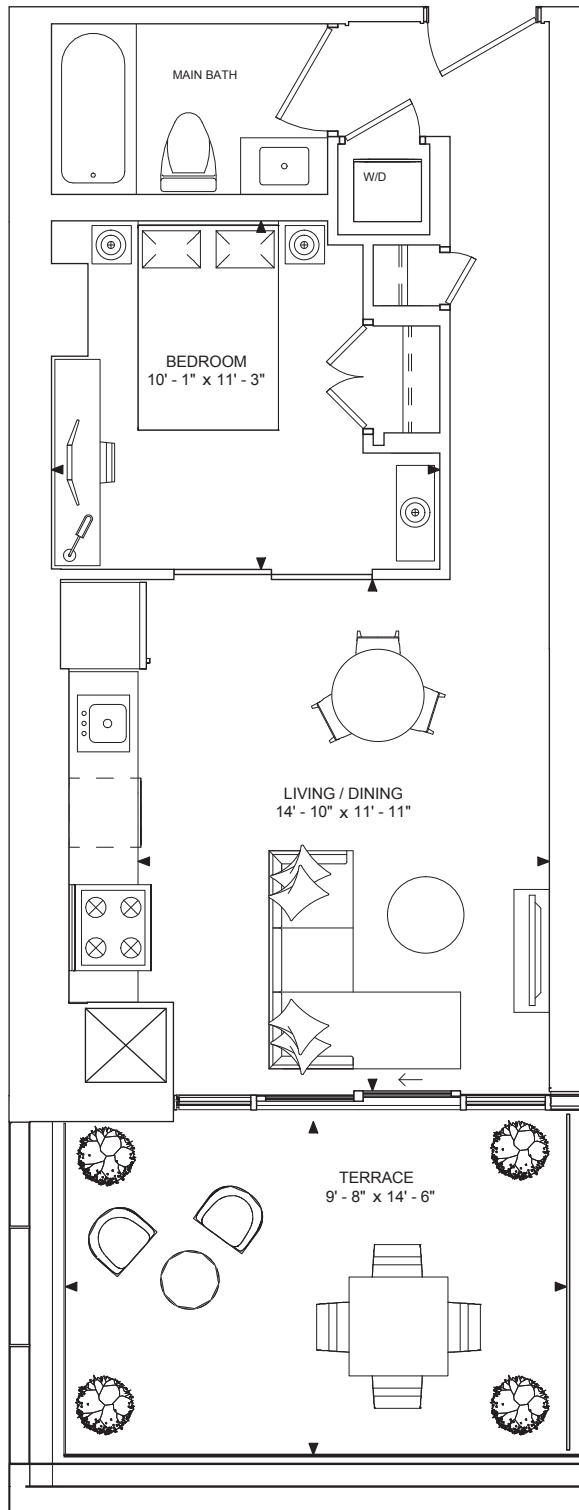 MAIN BATH
W/D
BEDROOM
10' - 1" x 11' - 3"
LIVING / DINING
14' - 10" x 11' - 11"
TERRACE
9' - 8" x 14' - 6"